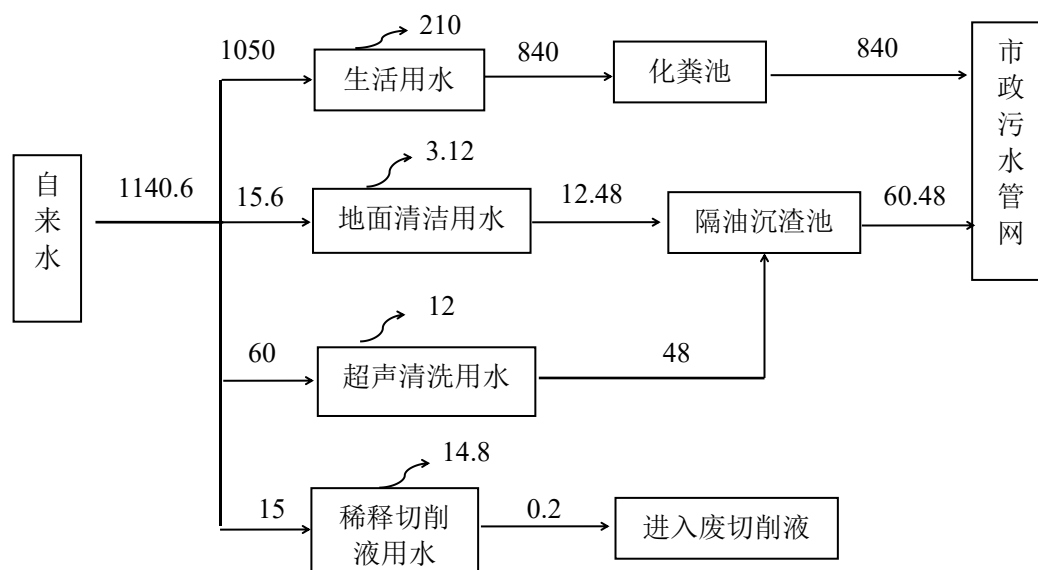 210
1050
生活用水
840
化粪池
840
市政污水管网
自来水
1140.6
3.12
15.6
地面清洁用水
12.48
隔油沉渣池
60.48
12
60
超声清洗用水
48
14.8
15
稀释切削
液用水
0.2
进入废切削液